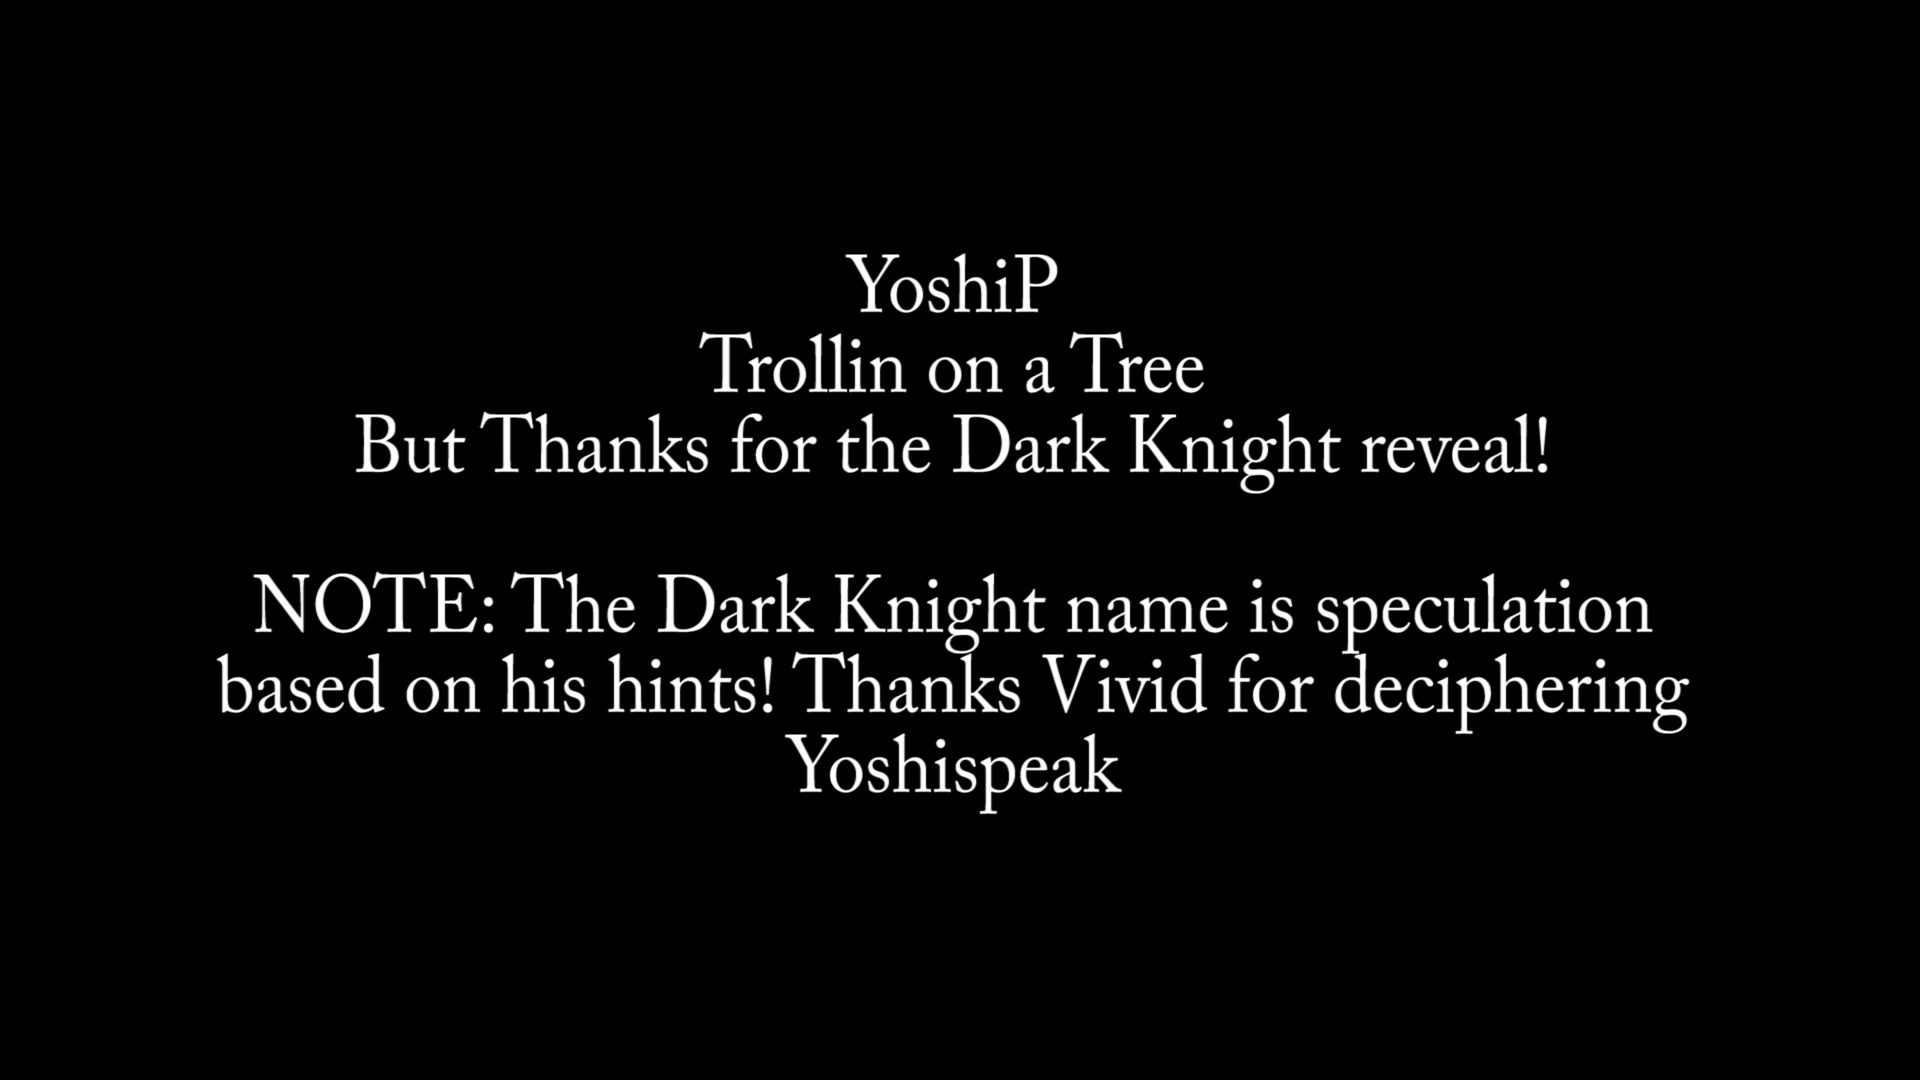 YoshiP
Trollin on a Tree
But Thanks for the Dark Knight reveal!
NOTE: The Dark Knight name is speculation
based on his hints! Thanks Vivid for deciphering
Yoshispeak